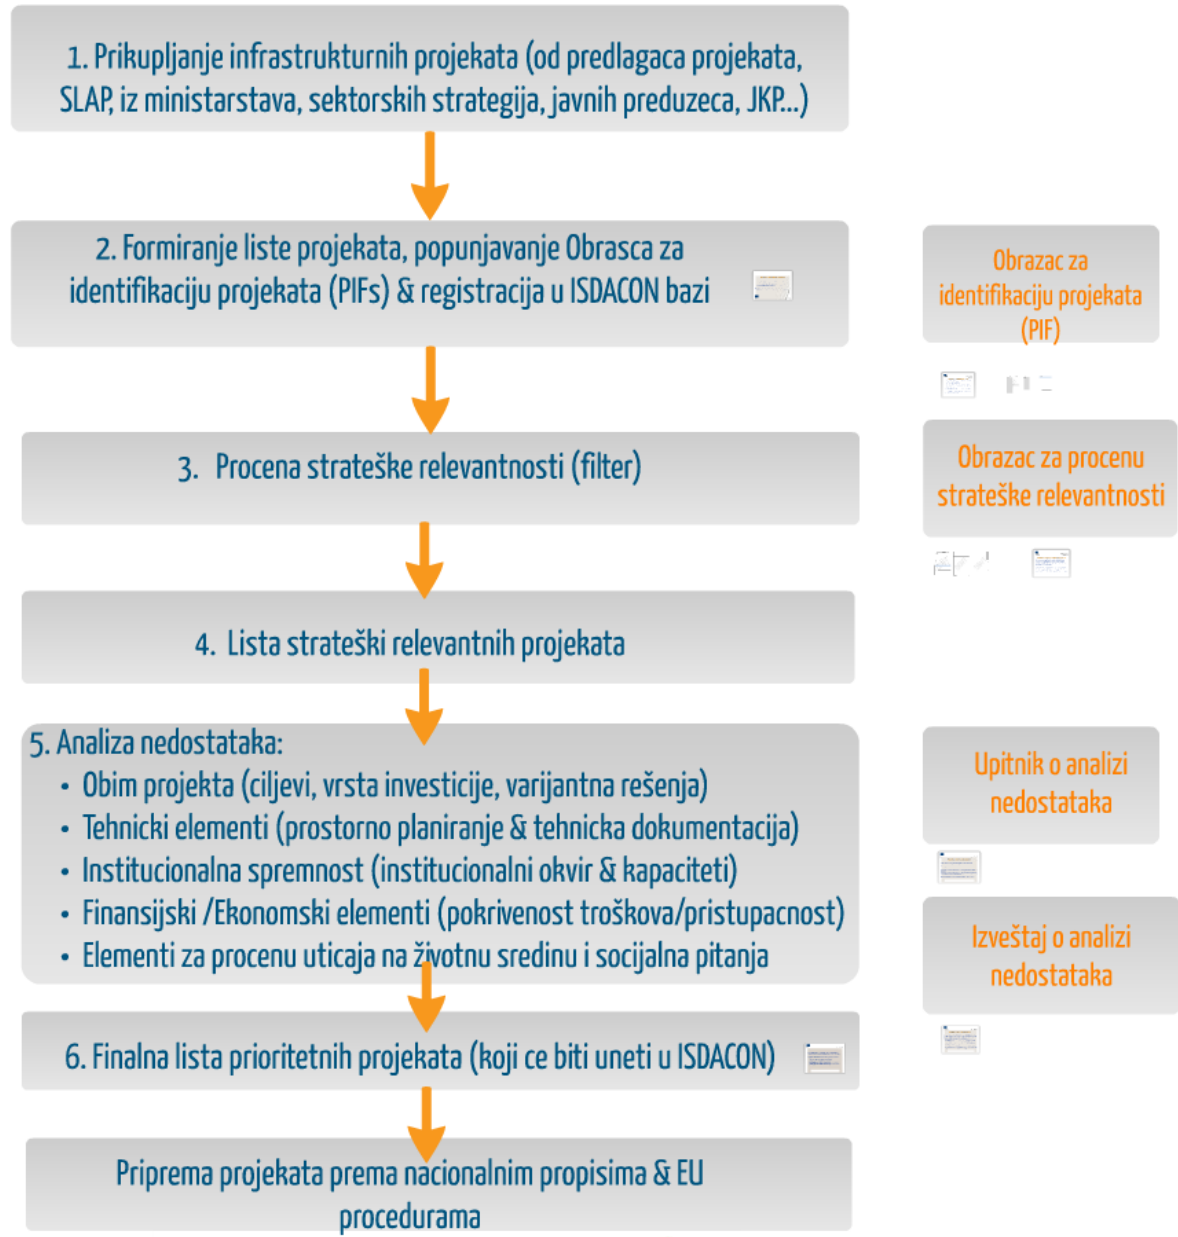 1. Prikupljanje infrastrukturnih projekata (od predlagaca projekata,
SLAP, iz ministarstava, sektorskih strategija, javnih preduzeca, JKP...)
2. Formiranje liste projekata, popunjavanje Obrasca za
identifikaciju projekata (PIFs) & registracija u ISDACON bazi
Obrazac za
identifikaciju projekata
(PIF)
3. Procena strateške relevantnosti (filter)
Obrazac za procenu
strateške relevantnosti
4. Lista strateški relevantnih projekata
5. Analiza nedostataka:
• Obim projekta (ciljevi, vrsta investicije, varijantna rešenja)
• Tehnicki elementi (prostorno planiranje & tehnicka dokumentacija)
• Institucionalna spremnost (institucionalni okvir & kapaciteti)
• Finansijski /Ekonomski elementi (pokrivenost troškova/pristupacnost)
• Elementi za procenu uticaja na životnu sredinu i socijalna pitanja
Upitnik o analizi
nedostataka
Izveštaj o analizi
nedostataka
6. Finalna lista prioritetnih projekata (koji ce biti uneti u ISDACON)
Priprema projekata prema nacionalnim propisima & EU
procedurama